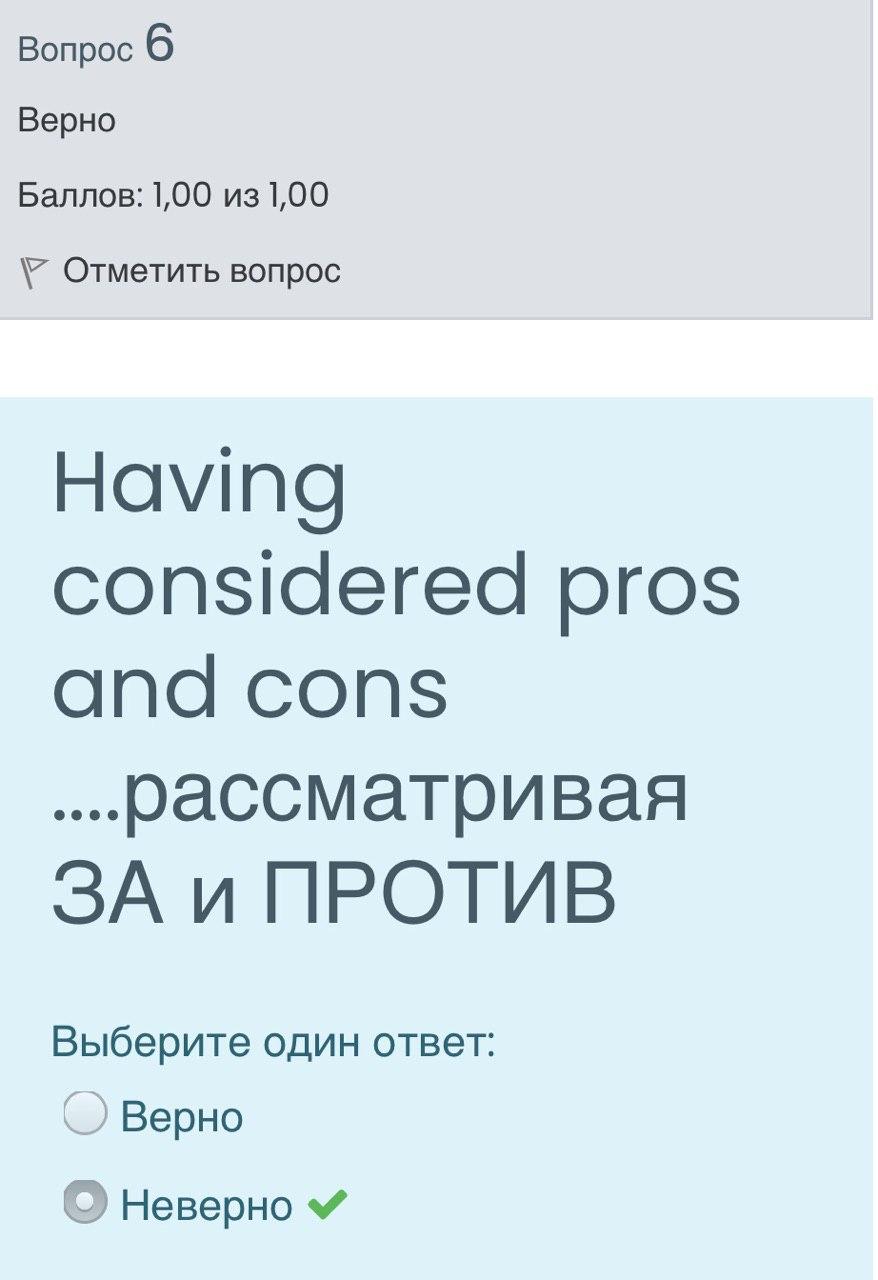 Вопрос 6
Верно
Баллов: 1,00 из 1,00
Отметить вопрос
Having
considered pros
and cons
....рассматривая
ЗА и ПРОТИВ
Выберите один ответ:
Верно
Неверно